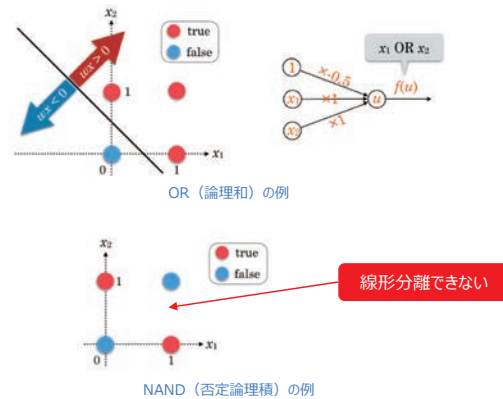 x₂
true
false
wx > 0
wx < 0
1
x₁
0
1
x₁ OR x₂
1
×-0.5
x₁
×1
u
f(u)
x₂
×1
OR（論理和）の例
x₂
true
false
1
線形分離できない
x₁
0
1
NAND（否定論理積）の例